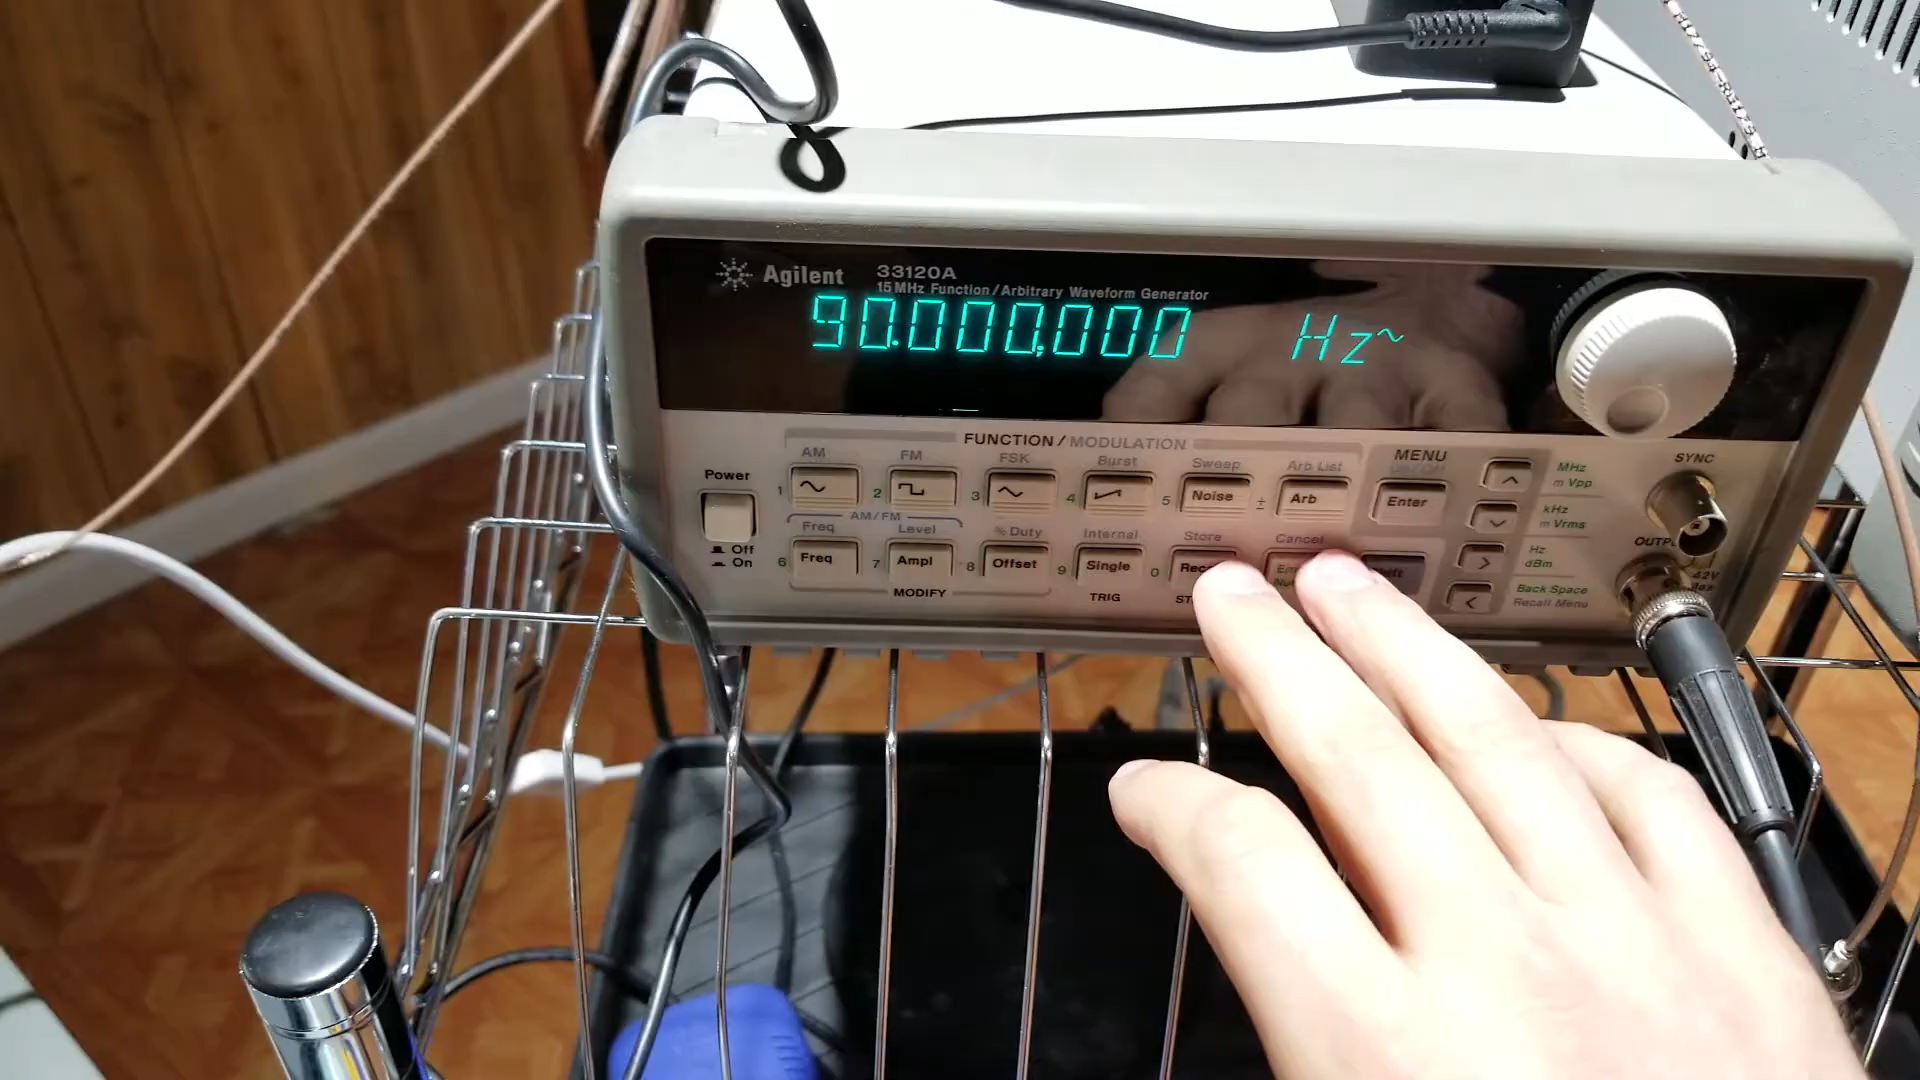 Agilent
33120A
15 MHz Function / Arbitrary Waveform Generator
90.000,000 Hz~
FUNCTION / MODULATION
AM FM FSK Burst Sweep Arb List
1 2 3 4 5 Noise ± Arb
AM/FM
Freq Level % Duty Internal Store Cancel
6 Freq 7 Ampl 8 Offset 9 Single 0
MODIFY
TRIG
Power
Off
On
MENU
On / Off
Enter
MHz
m Vpp
kHz
m Vrms
Hz
dBm
Back Space
Recall Menu
SYNC